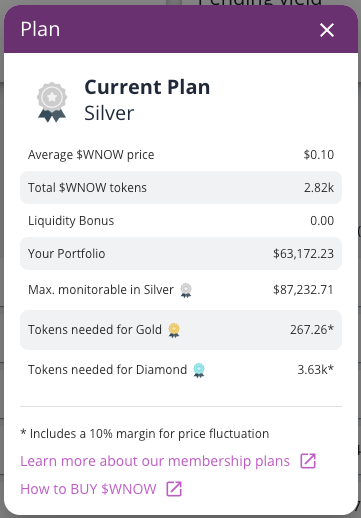 Pending yield
Plan
Current Plan
Silver
Average $WNOW price $0.10
Total $WNOW tokens 2.82k
Liquidity Bonus 0.00
Your Portfolio $63,172.23
Max. monitorable in Silver $87,232.71
Tokens needed for Gold 267.26*
Tokens needed for Diamond 3.63k*
* Includes a 10% margin for price fluctuation
Learn more about our membership plans
How to BUY $WNOW